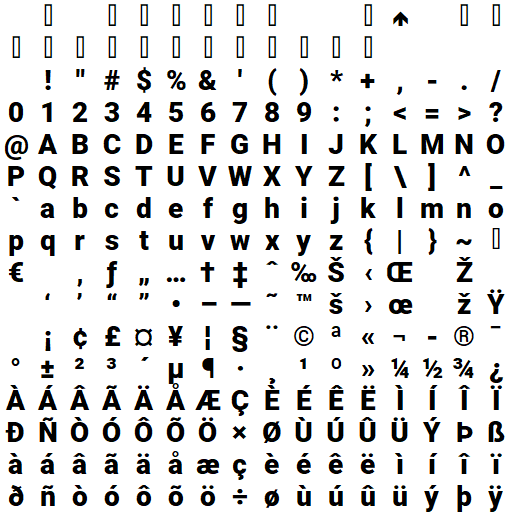 ▯ ▯ ▯ ▯ ▯ ▯ ▯ ▯ 🡩 ▯ ▯
▯ ▯ ▯ ▯ ▯ ▯ ▯ ▯ ▯ ▯ ▯ ▯
! " # $ % & ' ( ) * + , - . /
0 1 2 3 4 5 6 7 8 9 : ; < = > ?
@ A B C D E F G H I J K L M N O
P Q R S T U V W X Y Z [ \ ] ^ _
` a b c d e f g h i j k l m n o
p q r s t u v w x y z { | } ~ ▯
€ ‚ ƒ „ … † ‡ ˆ ‰ Š ‹ Œ Ž
‘ ’ “ ” • – — ˜ ™ š › œ ž Ÿ
¡ ¢ £ ¤ ¥ ¦ § ¨ © ª « ¬ - ® ¯
° ± ² ³ ´ µ ¶ · ¸ ¹ º » ¼ ½ ¾ ¿
À Á Â Ã Ä Å Æ Ç È É Ê Ë Ì Í Î Ï
Ð Ñ Ò Ó Ô Õ Ö × Ø Ù Ú Û Ü Ý Þ ß
à á â ã ä å æ ç è é ê ë ì í î ï
ð ñ ò ó ô õ ö ÷ ø ù ú û ü ý þ ÿ